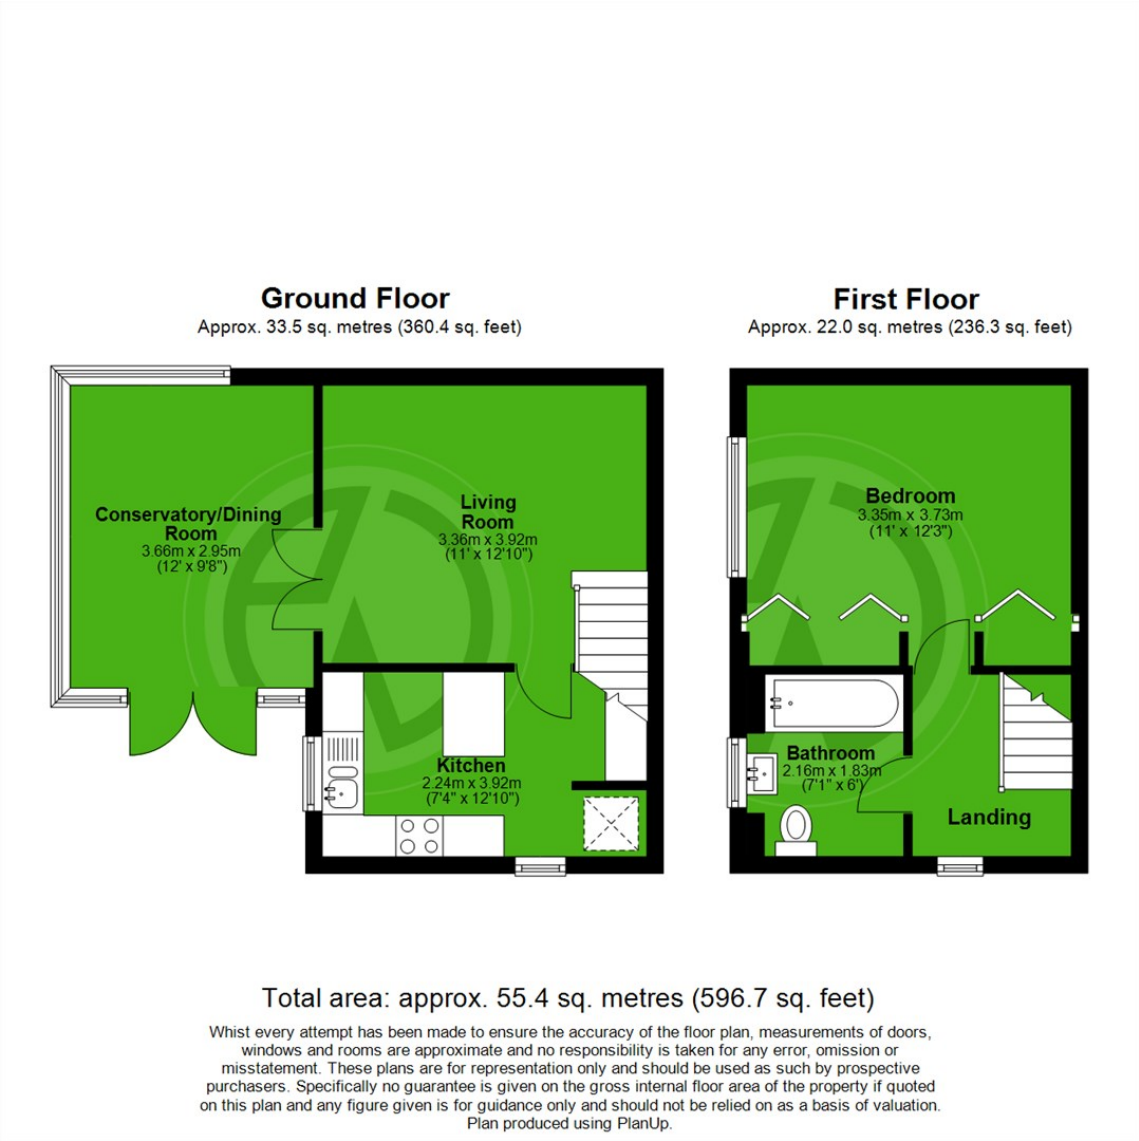 Ground Floor
Approx. 33.5 sq. metres (360.4 sq. feet)
First Floor
Approx. 22.0 sq. metres (236.3 sq. feet)
Conservatory/Dining
Room
3.66m x 2.95m
(12' x 9'8")
Living
Room
3.36m x 3.92m
(11' x 12'10")
Kitchen
2.24m x 3.92m
(7'4" x 12'10")
Bedroom
3.35m x 3.73m
(11' x 12'3")
Bathroom
2.16m x 1.83m
(7'1" x 6')
Landing
Total area: approx. 55.4 sq. metres (596.7 sq. feet)
Whist every attempt has been made to ensure the accuracy of the floor plan, measurements of doors,
windows and rooms are approximate and no responsibility is taken for any error, omission or
misstatement. These plans are for representation only and should be used as such by prospective
purchasers. Specifically no guarantee is given on the gross internal floor area of the property if quoted
on this plan and any figure given is for guidance only and should not be relied on as a basis of valuation.
Plan produced using PlanUp.